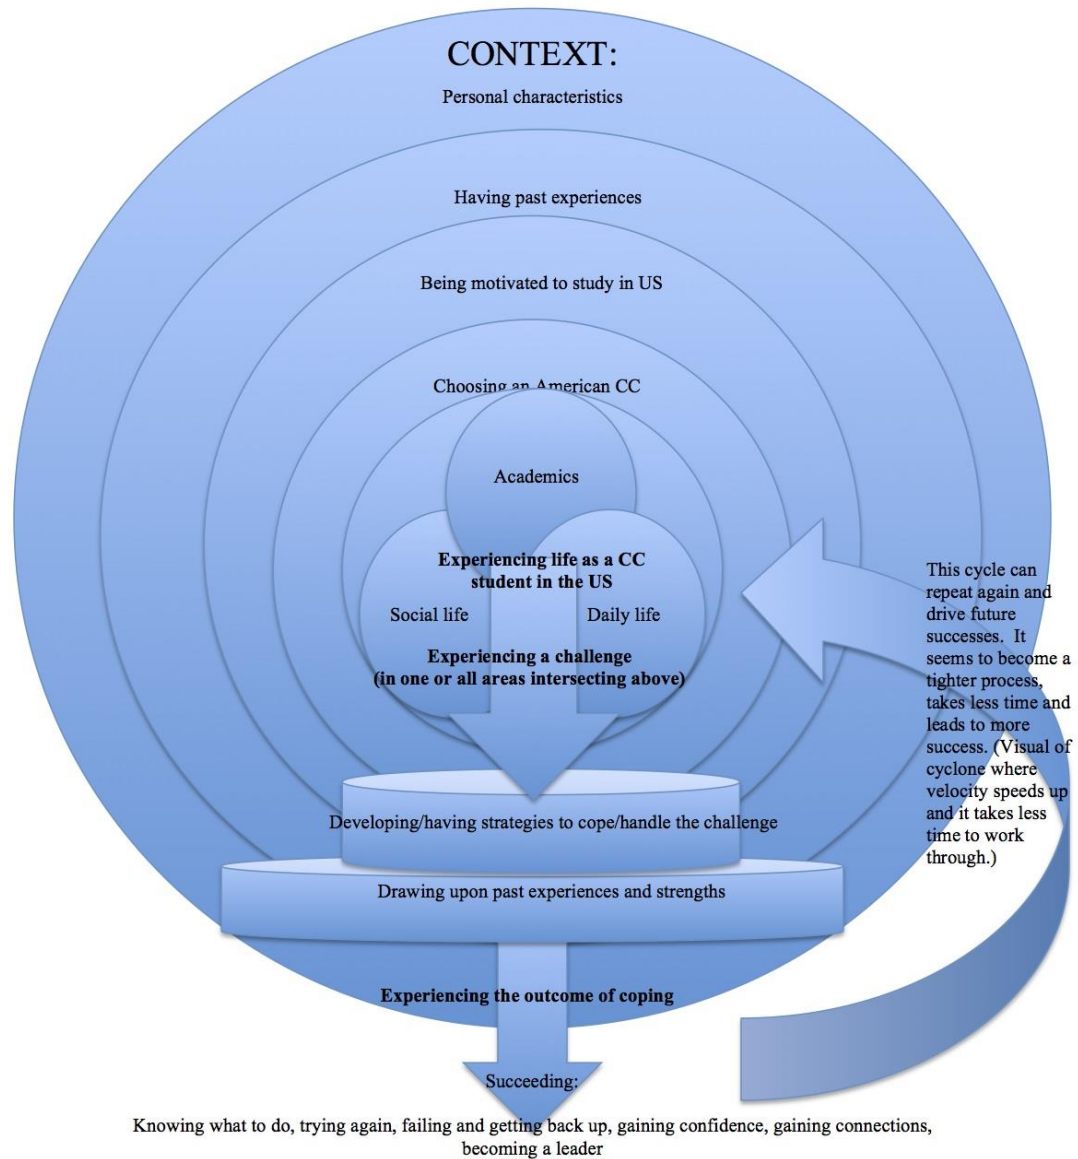 CONTEXT:
Personal characteristics
Having past experiences
Being motivated to study in US
Choosing an American CC
Academics
Experiencing life as a CC
student in the US
Social life
Daily life
Experiencing a challenge
(in one or all areas intersecting above)
This cycle can
repeat again and
drive future
successes. It
seems to become a
tighter process,
takes less time and
leads to more
success. (Visual of
cyclone where
velocity speeds up
and it takes less
time to work
through.)
Developing/having strategies to cope/handle the challenge
Drawing upon past experiences and strengths
Experiencing the outcome of coping
Succeeding:
Knowing what to do, trying again, failing and getting back up, gaining confidence, gaining connections,
becoming a leader